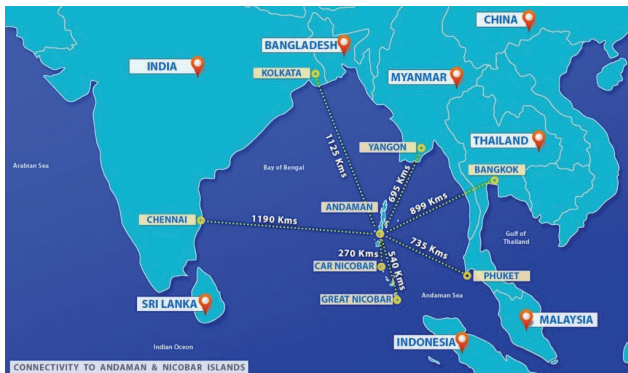 CHINA
BANGLADESH
INDIA
KOLKATA
MYANMAR
1125 Kms
YANGON
THAILAND
Arabian Sea
Bay of Bengal
695 Kms
BANGKOK
ANDAMAN
899 Kms
CHENNAI
1190 Kms
Gulf of
Thailand
270 Kms
540 Kms
735 Kms
CAR NICOBAR
PHUKET
SRI LANKA
GREAT NICOBAR
Andaman Sea
MALAYSIA
Indian Ocean
INDONESIA
CONNECTIVITY TO ANDAMAN & NICOBAR ISLANDS